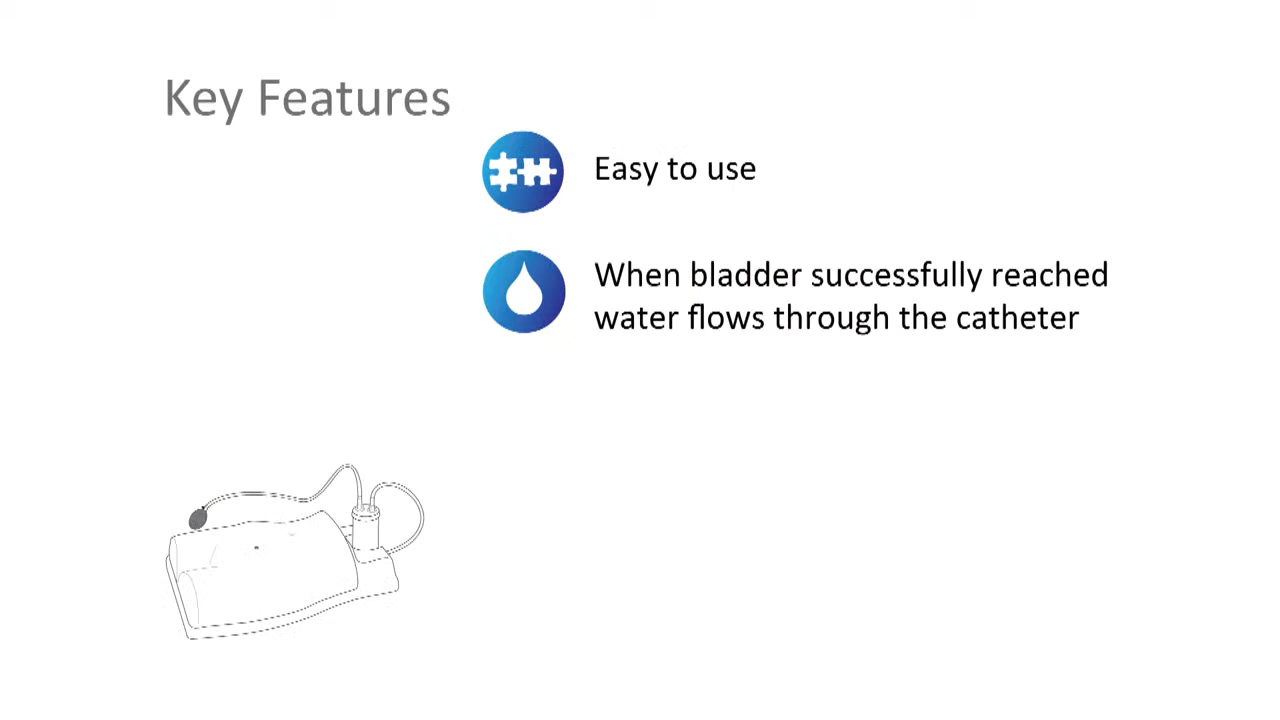 Key Features
Easy to use
When bladder successfully reached
water flows through the catheter